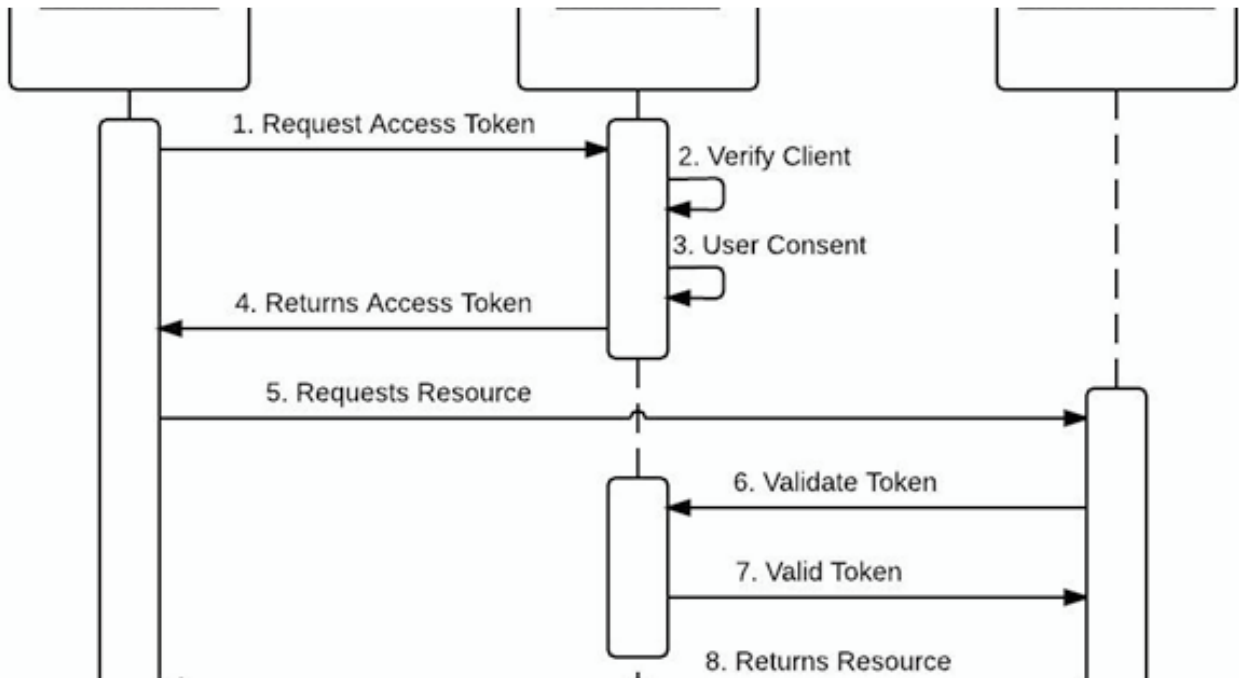 1. Request Access Token
2. Verify Client
3. User Consent
4. Returns Access Token
5. Requests Resource
6. Validate Token
7. Valid Token
8. Returns Resource